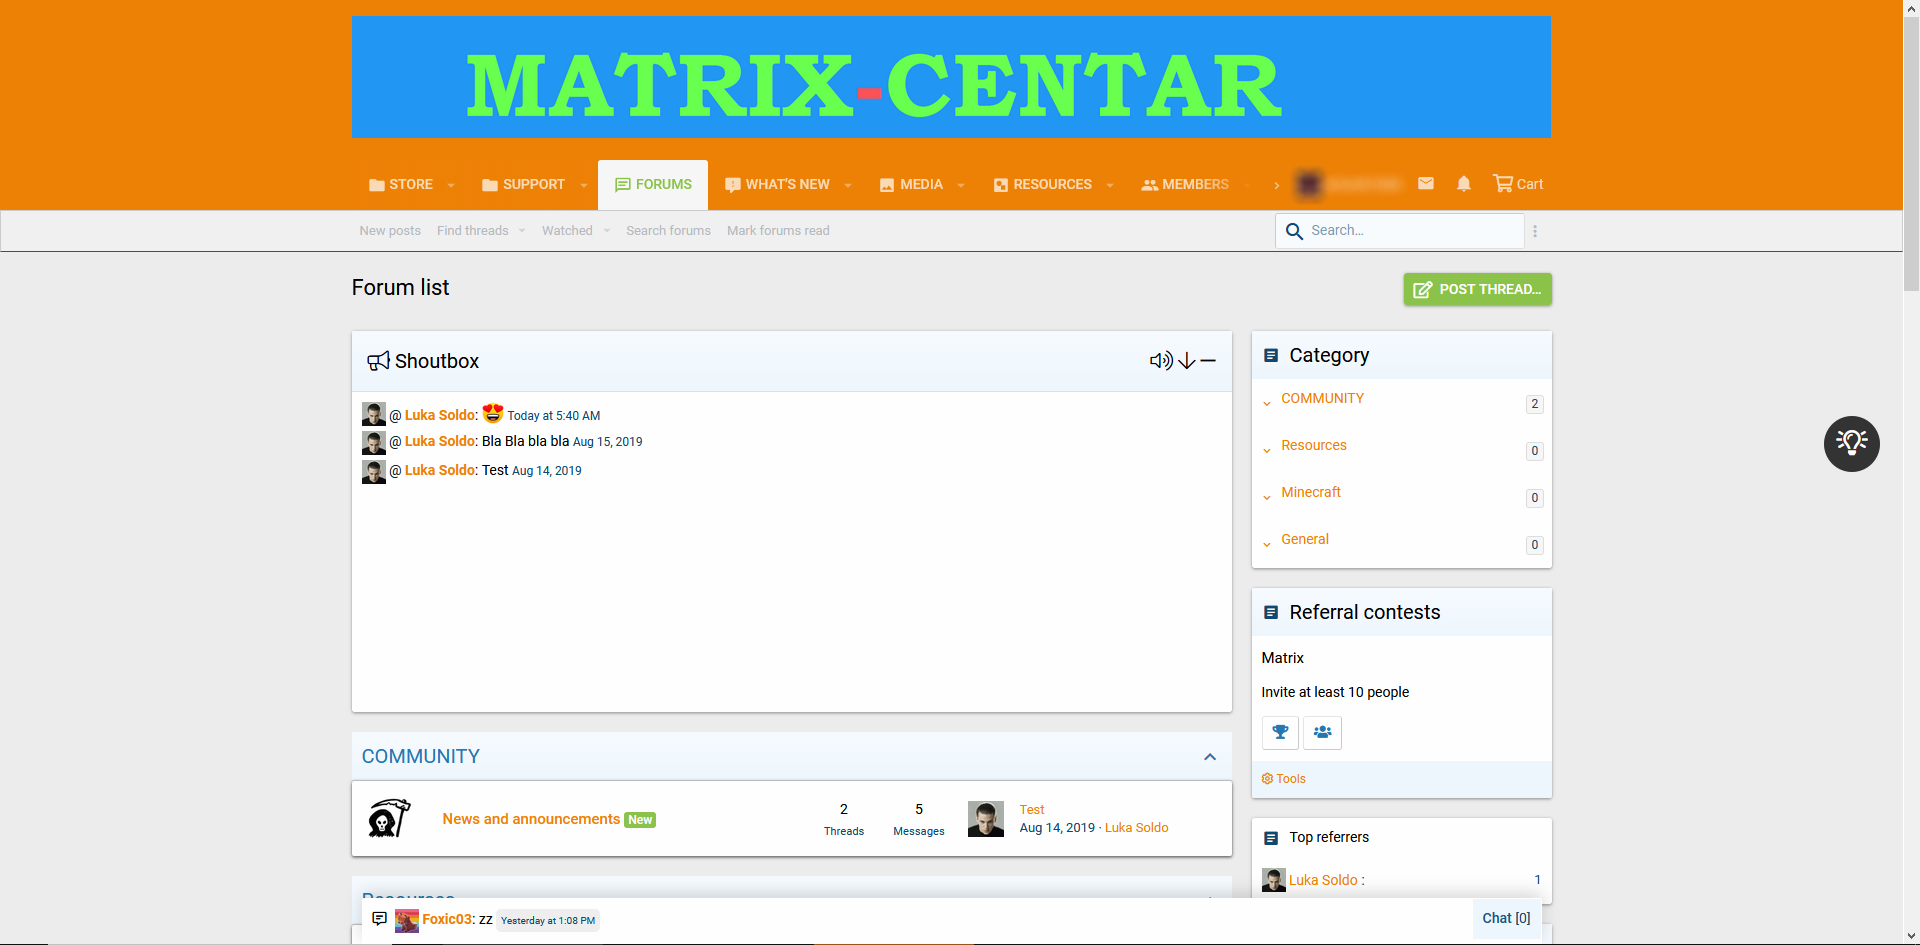 MATRIX-CENTAR
STORE SUPPORT FORUMS WHAT'S NEW MEDIA RESOURCES MEMBERS Cart
New posts Find threads Watched Search forums Mark forums read Search...
Forum list POST THREAD...
Shoutbox
@ Luka Soldo: Today at 5:40 AM
@ Luka Soldo: Bla Bla bla bla Aug 15, 2019
@ Luka Soldo: Test Aug 14, 2019
Category
COMMUNITY 2
Resources 0
Minecraft 0
General 0
Referral contests
Matrix
Invite at least 10 people
Tools
COMMUNITY
News and announcements New
2 Threads
5 Messages
Test
Aug 14, 2019 · Luka Soldo
Top referrers
Luka Soldo : 1
Resources
Foxic03: zz Yesterday at 1:08 PM
Chat [0]